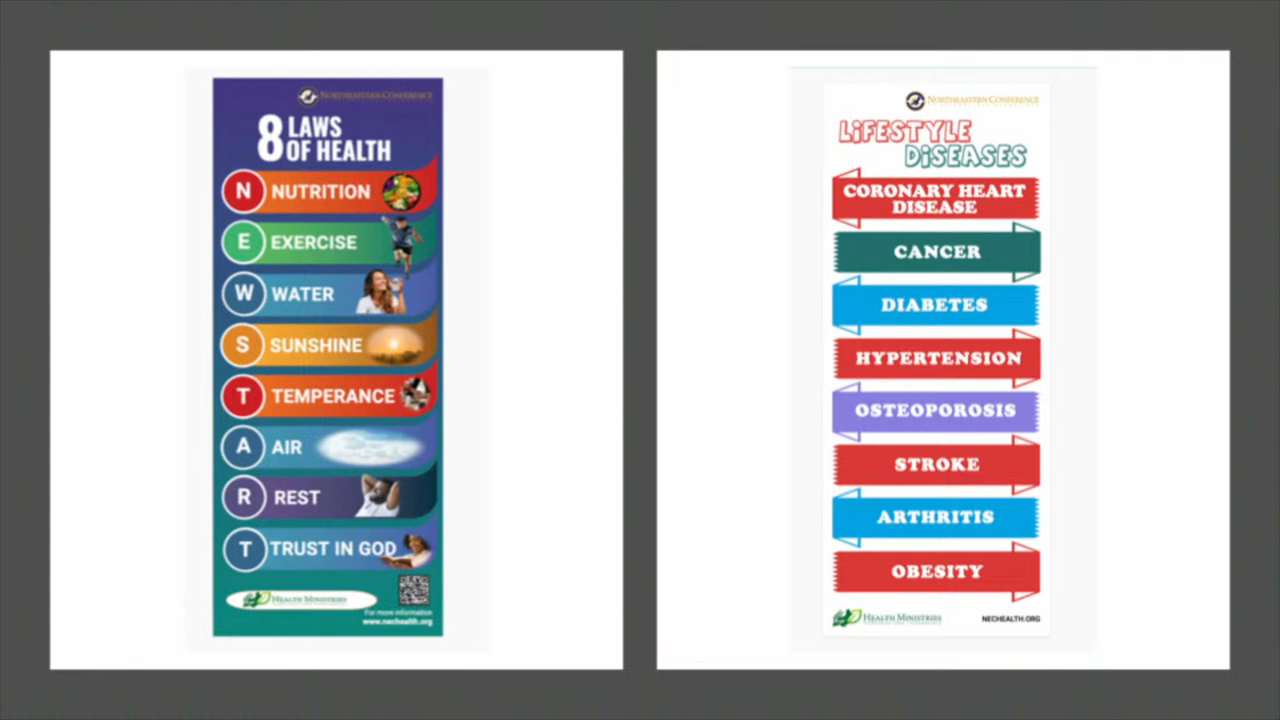 NORTHEASTERN CONFERENCE
8 LAWS
OF HEALTH
N NUTRITION
E EXERCISE
W WATER
S SUNSHINE
T TEMPERANCE
A AIR
R REST
T TRUST IN GOD
HEALTH MINISTRIES
For more information
www.nechealth.org
NORTHEASTERN CONFERENCE
LiFESTYLE
DiSEASES
CORONARY HEART
DISEASE
CANCER
DIABETES
HYPERTENSION
OSTEOPOROSIS
STROKE
ARTHRITIS
OBESITY
HEALTH MINISTRIES
NECHEALTH.ORG